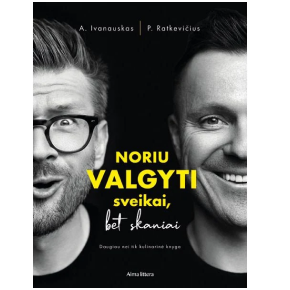 A. Ivanauskas | P. Ratkevičius
NORIU
VALGYTI
sveikai,
bet skaniai
Daugiau nei tik kulinarinė knyga
Alma littera